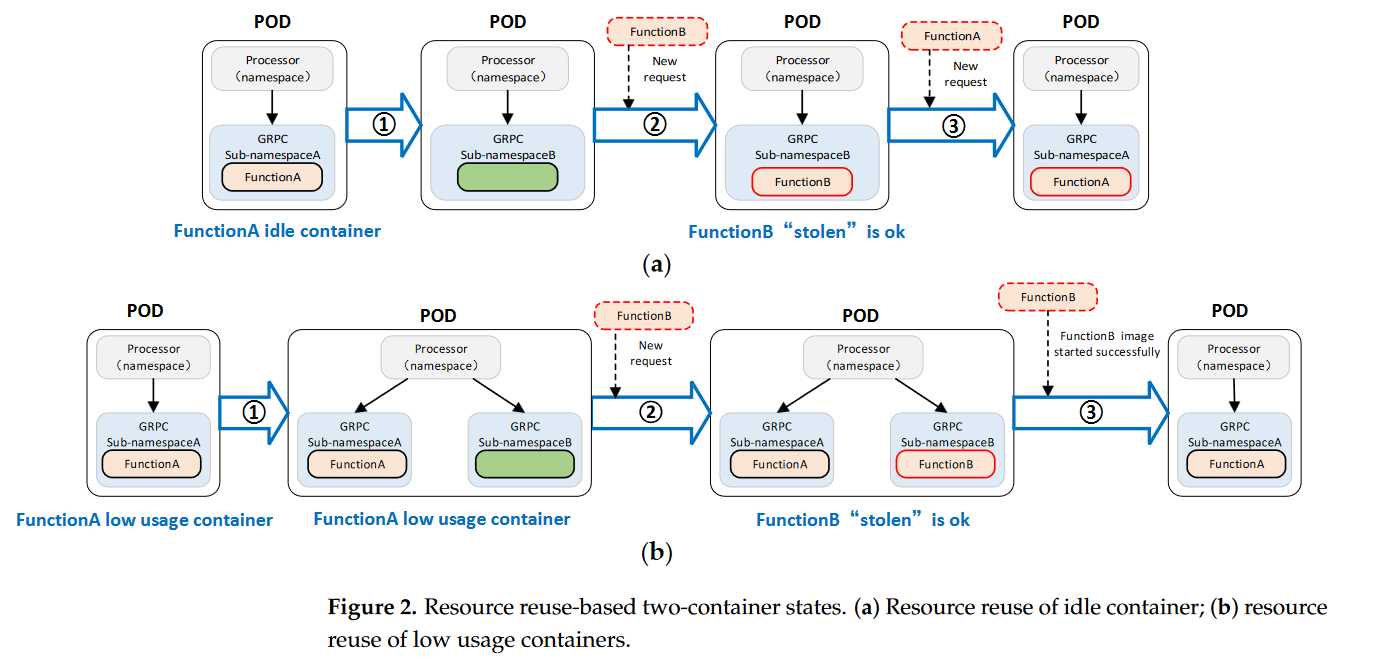 POD
POD
POD
POD
FunctionB
FunctionA
New
request
New
request
Processor
（namespace）
Processor
（namespace）
Processor
（namespace）
Processor
（namespace）
①
②
③
GRPC
Sub-namespaceA
FunctionA
GRPC
Sub-namespaceB
GRPC
Sub-namespaceB
FunctionB
GRPC
Sub-namespaceA
FunctionA
FunctionA idle container
FunctionB “stolen” is ok
(a)
POD
POD
POD
POD
FunctionB
FunctionB
New
request
FunctionB image
started successfully
Processor
（namespace）
Processor
（namespace）
Processor
（namespace）
Processor
（namespace）
①
②
③
GRPC
Sub-namespaceA
FunctionA
GRPC
Sub-namespaceA
FunctionA
GRPC
Sub-namespaceB
GRPC
Sub-namespaceA
FunctionA
GRPC
Sub-namespaceB
FunctionB
GRPC
Sub-namespaceA
FunctionA
FunctionA low usage container
FunctionA low usage container
FunctionB “stolen” is ok
(b)
Figure 2. Resource reuse-based two-container states. (a) Resource reuse of idle container; (b) resource
reuse of low usage containers.